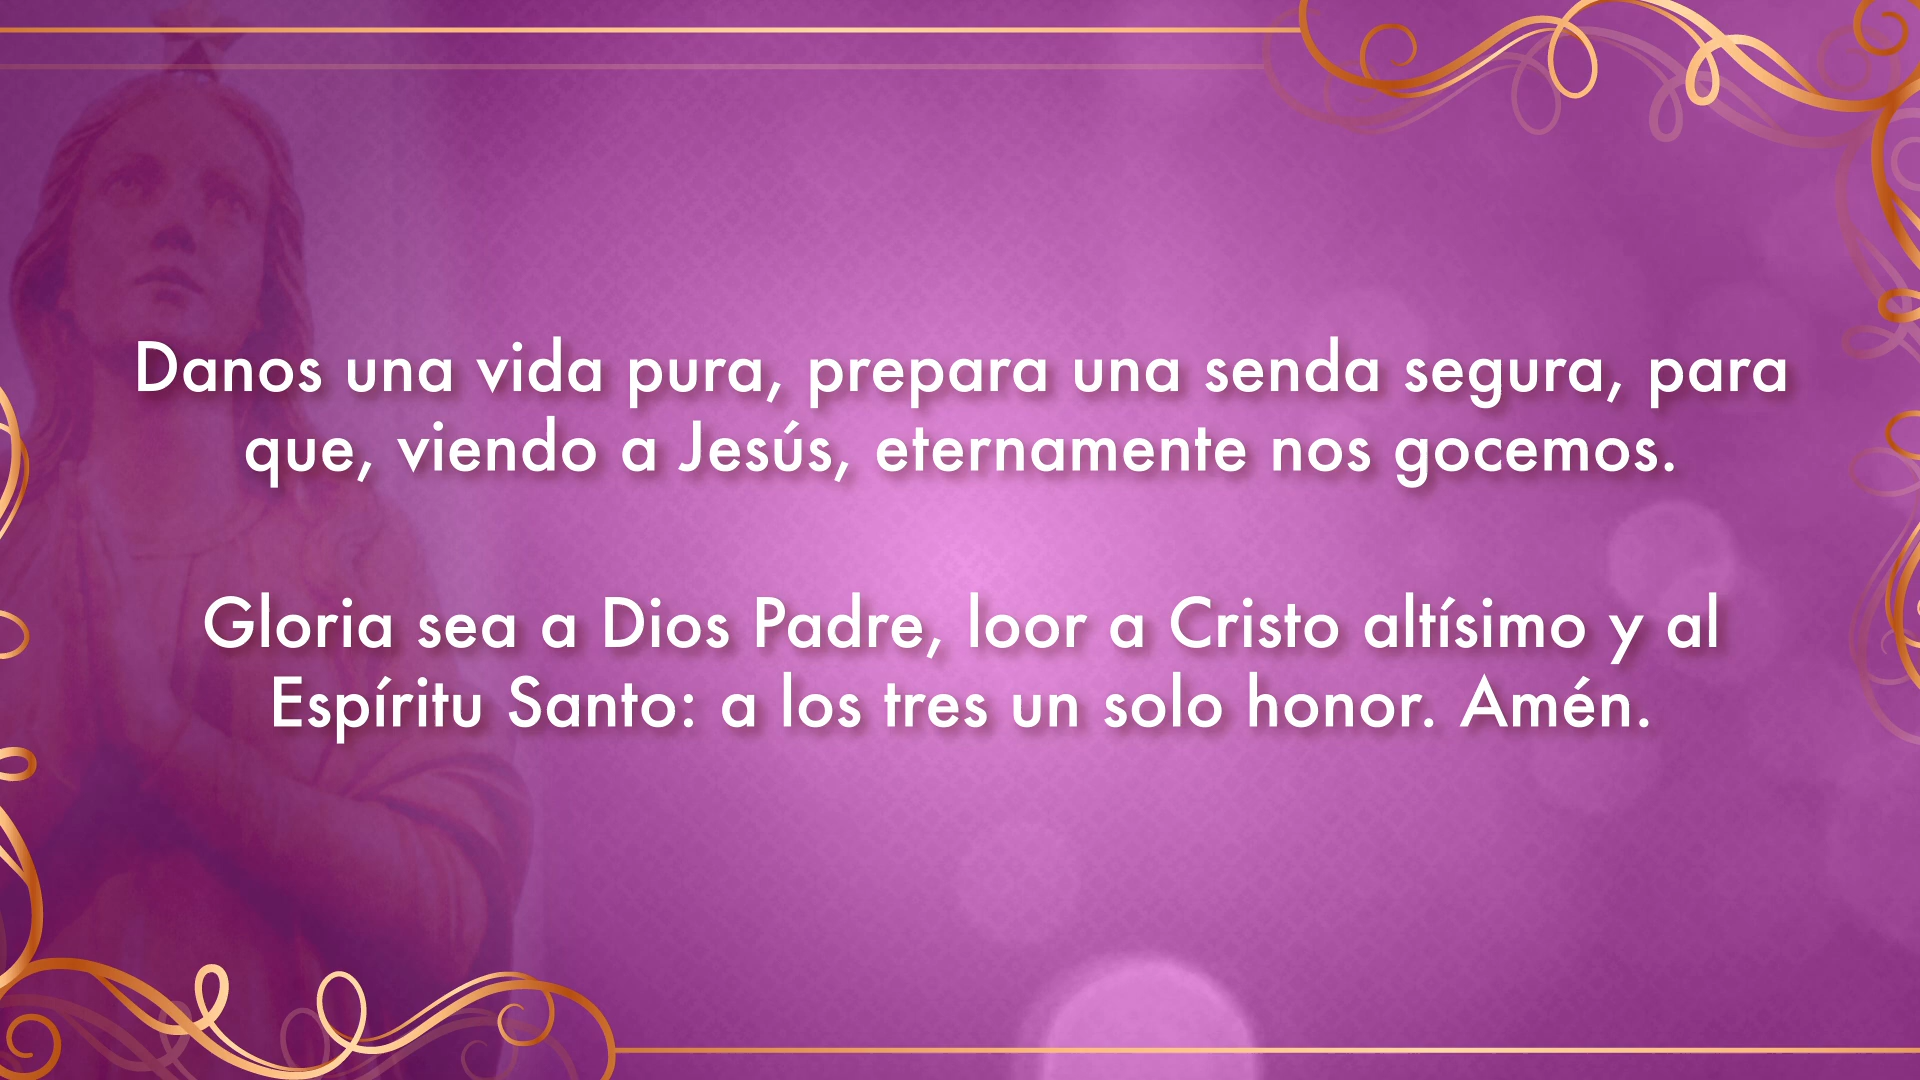 Danos una vida pura, prepara una senda segura, para
que, viendo a Jesús, eternamente nos gocemos.
Gloria sea a Dios Padre, loor a Cristo altísimo y al
Espíritu Santo: a los tres un solo honor. Amén.